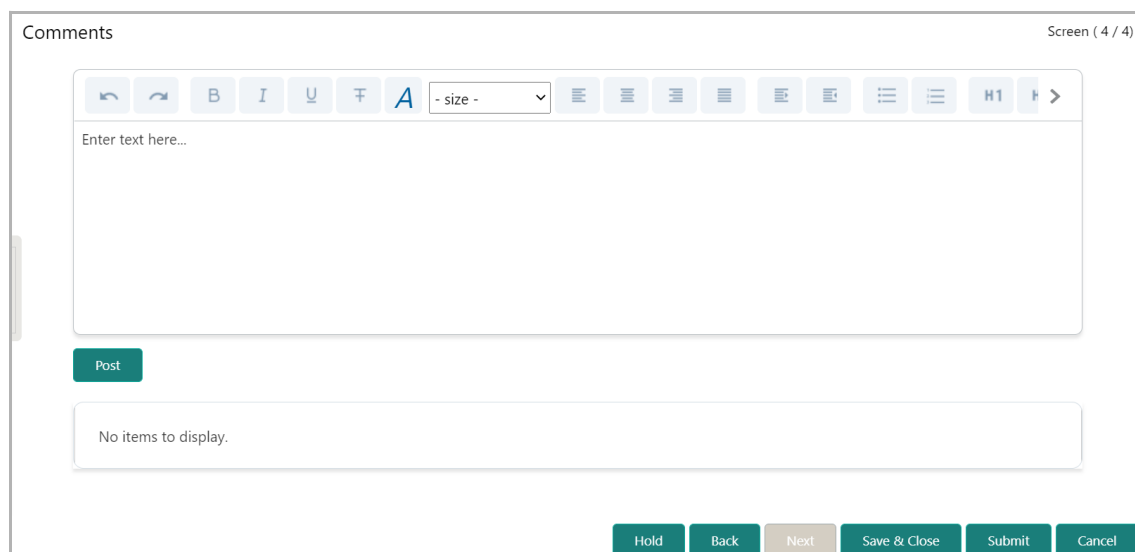 Comments
Screen ( 4 / 4)
B I U T A - size - H1
Enter text here...
Post
No items to display.
Hold Back Next Save & Close Submit Cancel